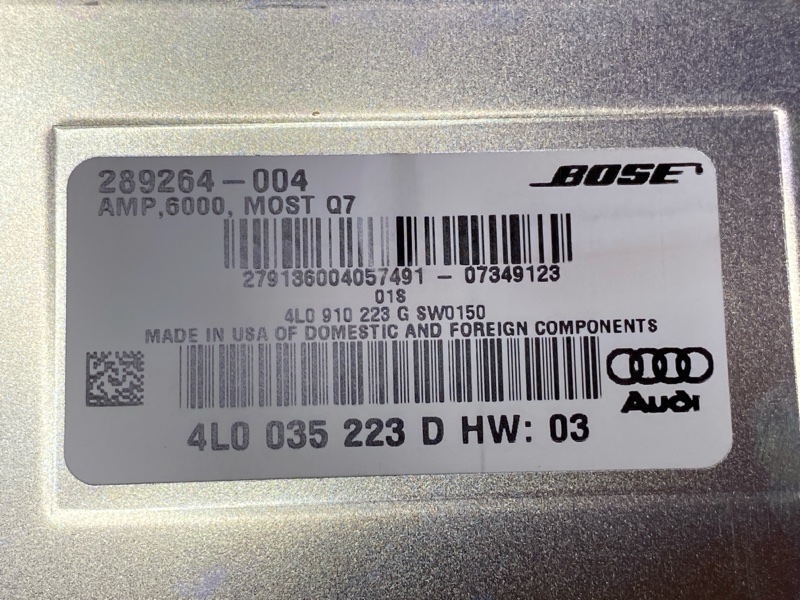 289264-004
BOSE
AMP,6000, MOST Q7
279136004057491 - 07349123
01S
4L0 910 223 G SW0150
MADE IN USA OF DOMESTIC AND FOREIGN COMPONENTS
Audi
4L0 035 223 D HW: 03